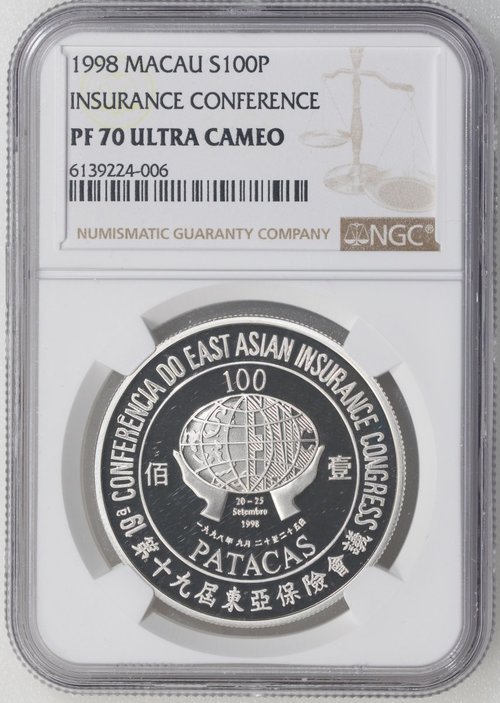 1998 MACAU S100P
INSURANCE CONFERENCE
PF 70 ULTRA CAMEO
6139224-006
NUMISMATIC GUARANTY COMPANY
NGC®
19ª CONFERÊNCIA DO EAST ASIAN INSURANCE CONGRESS
100
佰 壹
20 - 25
Setembro
1998
一九九八年 九月 二十至二十五日
PATACAS
第十九屆東亞保險會議